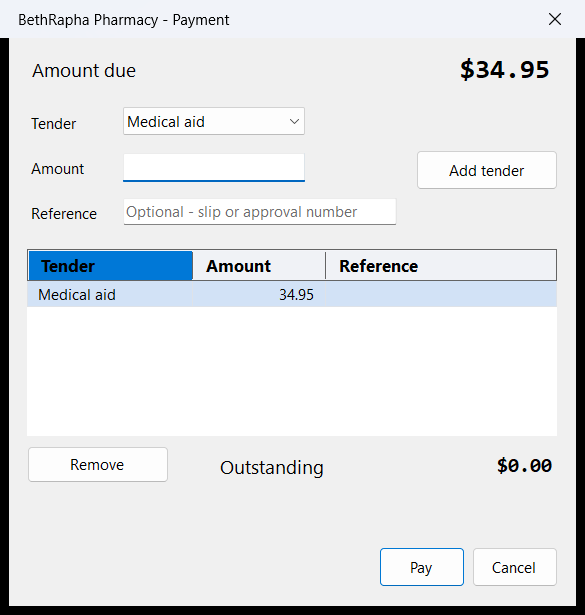 BethRapha Pharmacy - Payment
Amount due $34.95
Tender Medical aid
Amount Add tender
Reference Optional - slip or approval number
Tender Amount Reference
Medical aid 34.95
Remove Outstanding $0.00
Pay Cancel